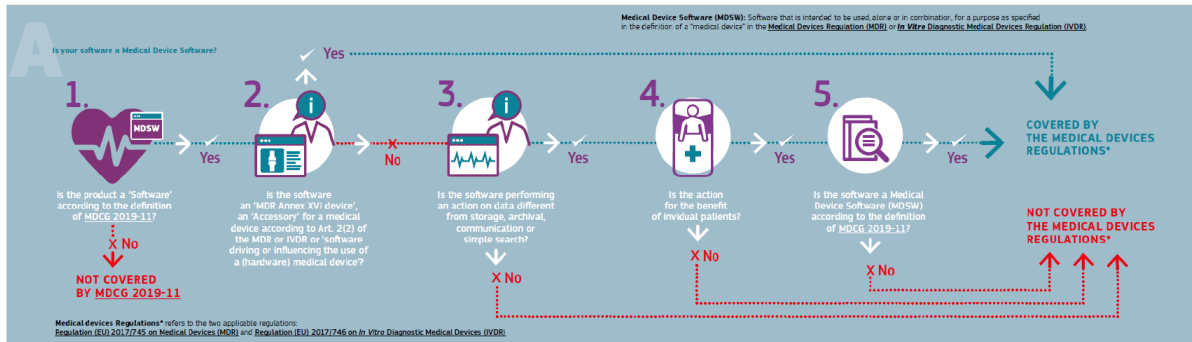 A
Medical Device Software (MDSW): Software that is intended to be used, alone or in combination, for a purpose as specified
in the definition of a "medical device" in the Medical Devices Regulation (MDR) or In Vitro Diagnostic Medical Devices Regulation (IVDR).
Is your software a Medical Device Software?
Yes
1.
2.
3.
4.
5.
MDSW
i
i
Yes
X
No
Yes
Yes
Yes
COVERED BY
THE MEDICAL DEVICES
REGULATIONS*
Is the product a 'Software'
according to the definition
of MDCG 2019-11?
X No
NOT COVERED
BY MDCG 2019-11
Is the software
an 'MDR Annex XVI device',
an 'Accessory' for a medical
device according to Art. 2(2) of
the MDR or IVDR or 'software
driving or influencing the use of
a (hardware) medical device'?
Is the software performing
an action on data different
from storage, archival,
communication or
simple search?
X No
Is the action
for the benefit
of invidual patients?
X No
Is the software a Medical
Device Software (MDSW)
according to the definition
of MDCG 2019-11?
X No
NOT COVERED BY
THE MEDICAL DEVICES
REGULATIONS*
Medical devices Regulations* refers to the two applicable regulations:
Regulation (EU) 2017/745 on Medical Devices (MDR) and Regulation (EU) 2017/746 on In Vitro Diagnostic Medical Devices (IVDR)